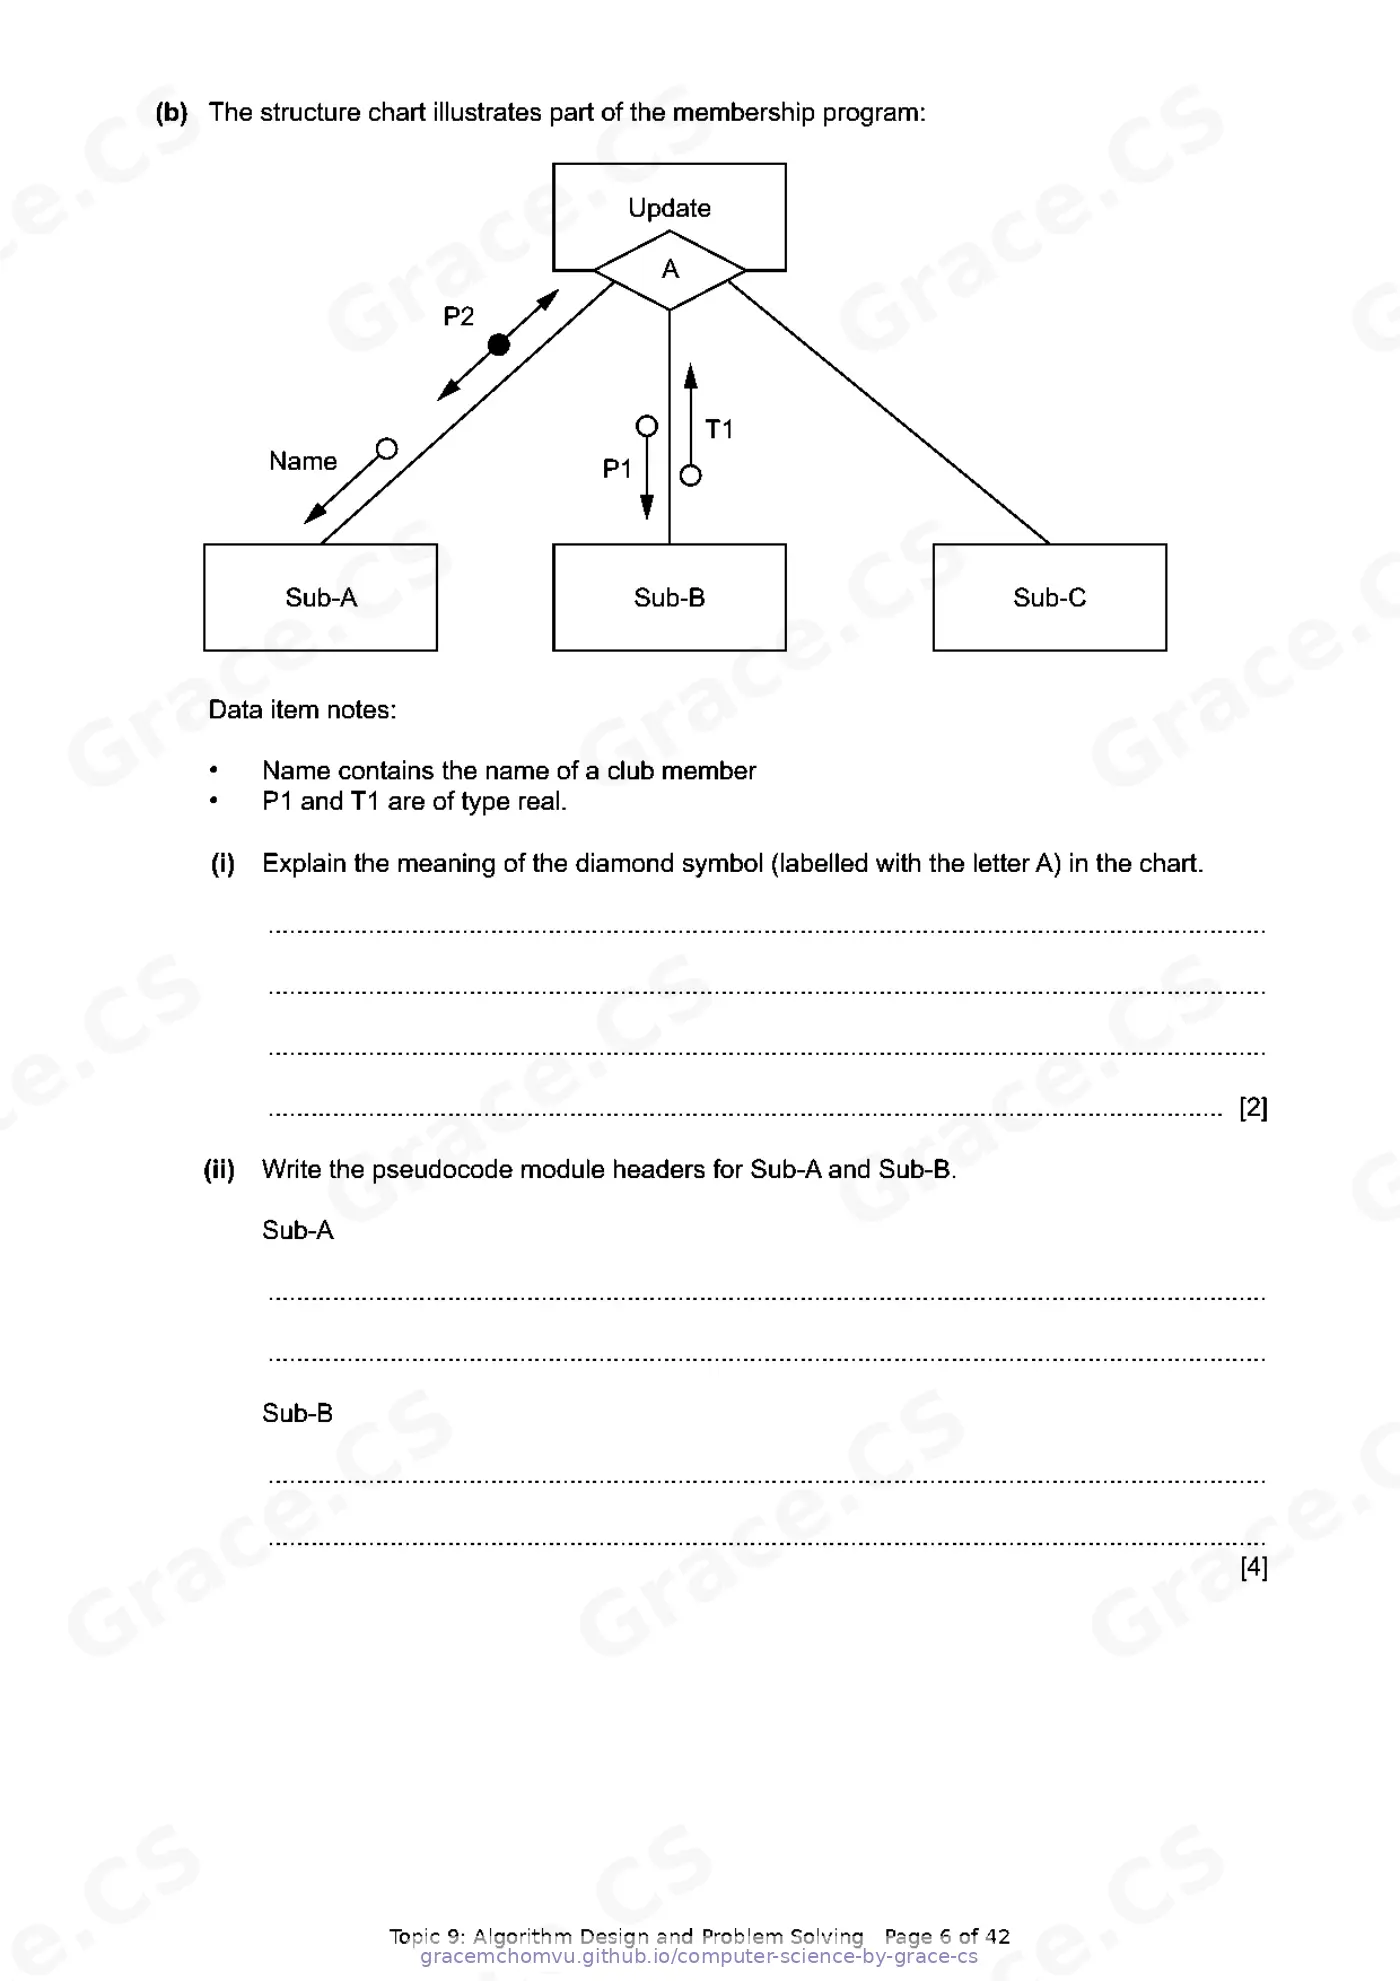 (b) The structure chart illustrates part of the membership program:
Update
A
P2
T1
Name
P1
Sub-A
Sub-B
Sub-C
Data item notes:
• Name contains the name of a club member
• P1 and T1 are of type real.
(i) Explain the meaning of the diamond symbol (labelled with the letter A) in the chart.
[2]
(ii) Write the pseudocode module headers for Sub-A and Sub-B.
Sub-A
Sub-B
[4]
Topic 9: Algorithm Design and Problem Solving Page 6 of 42
gracemchomvu.github.io/computer-science-by-grace-cs
Grace.CS